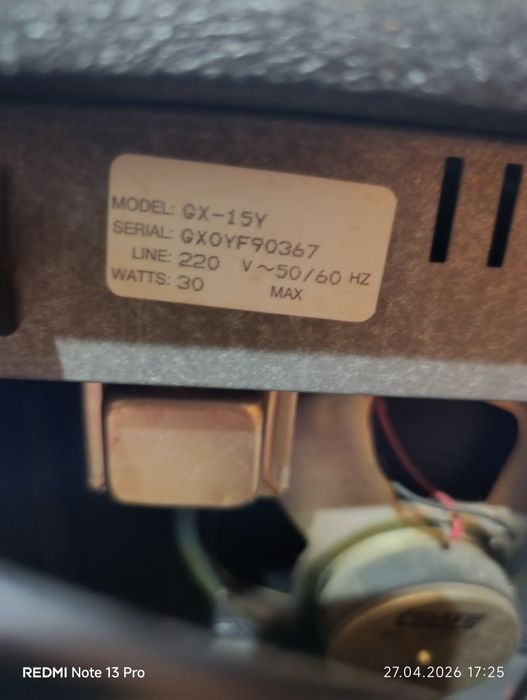 MODEL: GX-15Y
SERIAL: GX0YF90367
LINE: 220 V~50/60 HZ
WATTS: 30 MAX
REDMI Note 13 Pro
27.04.2026 17:25